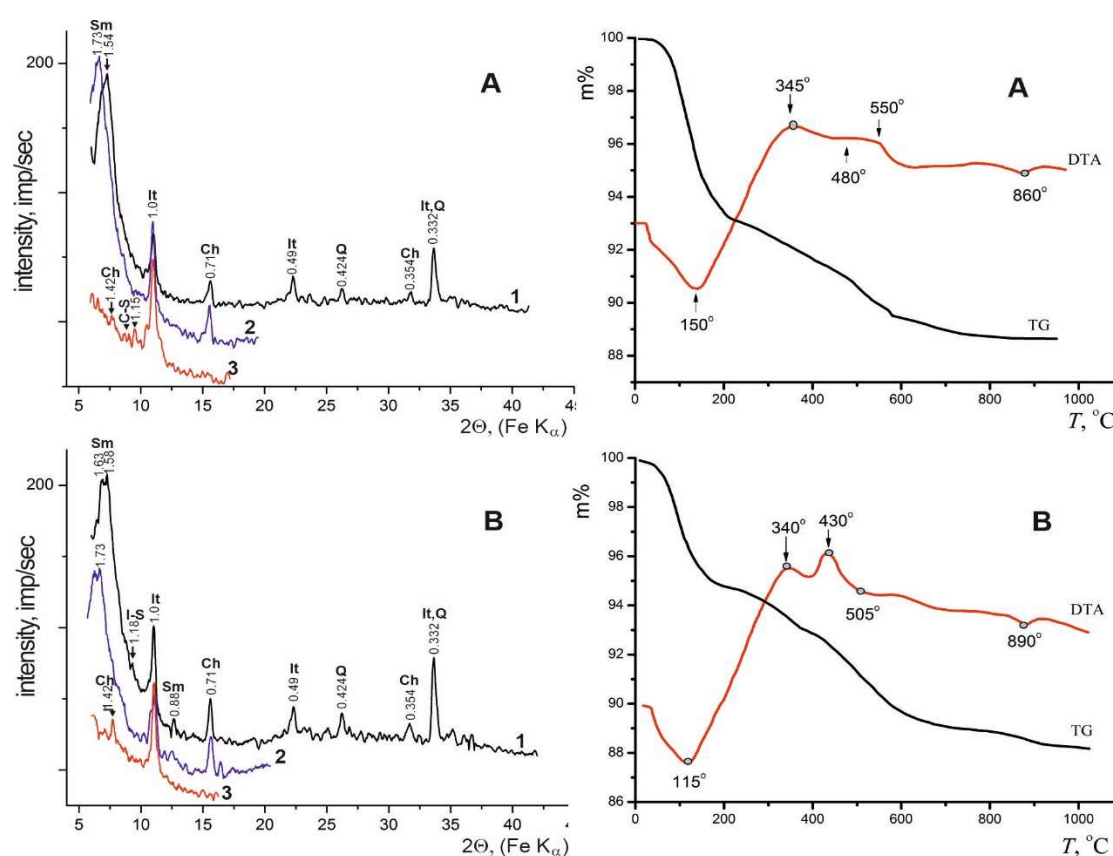 Sm
1.73
1.54
200
A
It
1.0
It,Q
0.332
Ch
0.71
It
0.49
Q
0.424
Ch
0.354
1
Ch
1.42
C-S
1.15
2
3
intensity, imp/sec
5 10 15 20 25 30 35 40
2Θ, (Fe Kα)
100
98
96
94
92
90
88
m%
A
345°
550°
480°
DTA
860°
150°
TG
0 200 400 600 800 1000
T, °C
Sm
1.63
1.58
200
B
1.73
I-S
1.18
It
1.0
It,Q
0.332
Sm
0.88
Ch
0.71
It
0.49
Q
0.424
Ch
0.354
1
Ch
1.42
2
3
intensity, imp/sec
5 10 15 20 25 30 35 40
2Θ, (Fe Kα)
100
98
96
94
92
90
88
86
m%
B
340°
430°
505°
DTA
890°
115°
TG
0 200 400 600 800 1000
T, °C